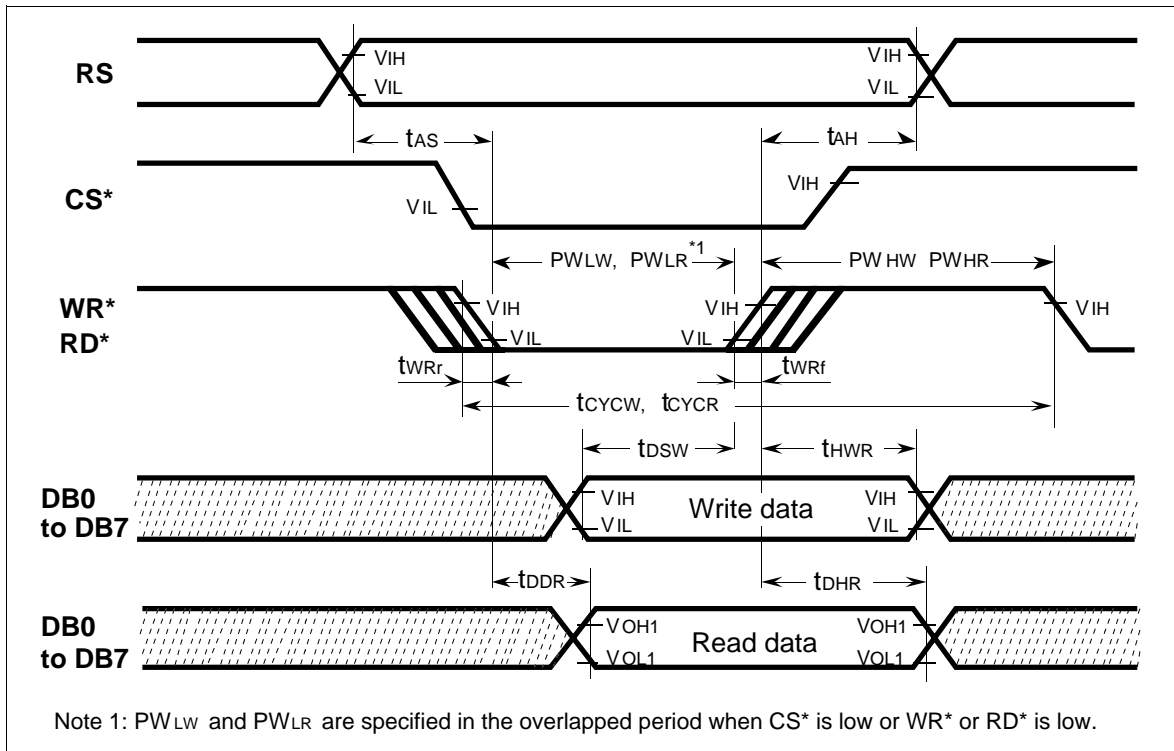 RS
VIH
VIL
VIH
VIL
tAS
tAH
CS*
VIL
VIH
PWLW, PWLR*1
PWHW PWHR
WR*
RD*
VIH
VIL
VIH
VIL
VIH
tWRr
tWRf
tCYCW, tCYCR
tDSW
tHWR
DB0
to DB7
VIH
VIL
Write data
VIH
VIL
tDDR
tDHR
DB0
to DB7
VOH1
VOL1
Read data
VOH1
VOL1
Note 1: PWLW and PWLR are specified in the overlapped period when CS* is low or WR* or RD* is low.